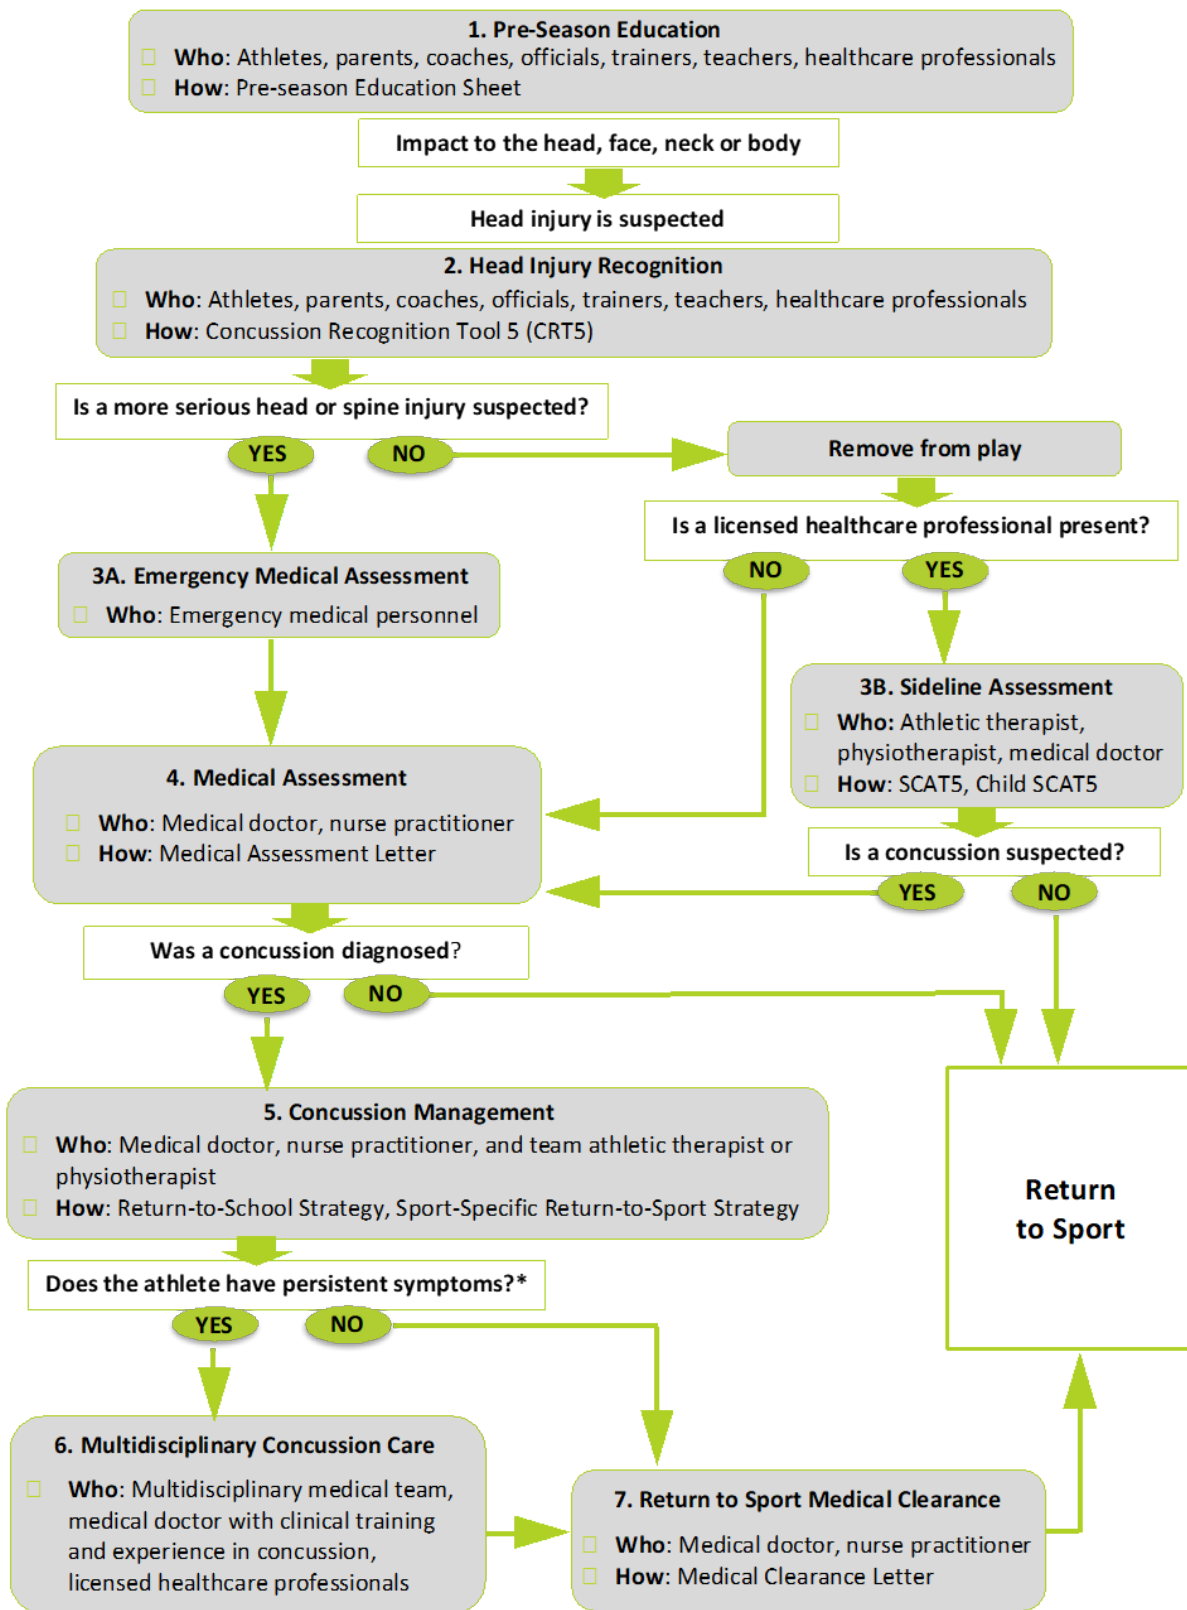 1. Pre-Season Education
Who: Athletes, parents, coaches, officials, trainers, teachers, healthcare professionals
How: Pre-season Education Sheet
Impact to the head, face, neck or body
Head injury is suspected
2. Head Injury Recognition
Who: Athletes, parents, coaches, officials, trainers, teachers, healthcare professionals
How: Concussion Recognition Tool 5 (CRT5)
Is a more serious head or spine injury suspected?
YES
NO
Remove from play
Is a licensed healthcare professional present?
NO
YES
3A. Emergency Medical Assessment
Who: Emergency medical personnel
3B. Sideline Assessment
Who: Athletic therapist,
physiotherapist, medical doctor
How: SCAT5, Child SCAT5
4. Medical Assessment
Who: Medical doctor, nurse practitioner
How: Medical Assessment Letter
Is a concussion suspected?
YES
NO
Was a concussion diagnosed?
YES
NO
5. Concussion Management
Who: Medical doctor, nurse practitioner, and team athletic therapist or
physiotherapist
How: Return-to-School Strategy, Sport-Specific Return-to-Sport Strategy
Return
to Sport
Does the athlete have persistent symptoms?*
YES
NO
6. Multidisciplinary Concussion Care
Who: Multidisciplinary medical team,
medical doctor with clinical training
and experience in concussion,
licensed healthcare professionals
7. Return to Sport Medical Clearance
Who: Medical doctor, nurse practitioner
How: Medical Clearance Letter